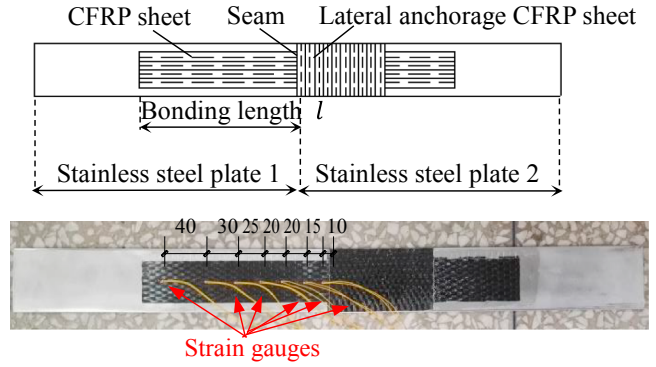 CFRP sheet Seam Lateral anchorage CFRP sheet
Bonding length l
Stainless steel plate 1 Stainless steel plate 2
40 30 25 20 20 15 10
Strain gauges